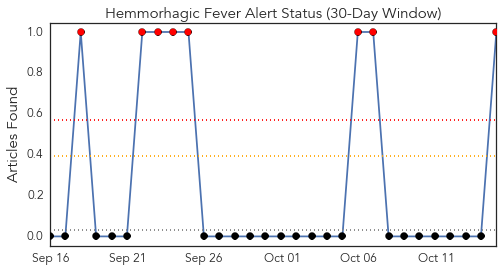 Hemmorhagic Fever Alert Status (30-Day Window)
Articles Found
1.0
0.8
0.6
0.4
0.2
0.0
Sep 16 Sep 21 Sep 26 Oct 01 Oct 06 Oct 11